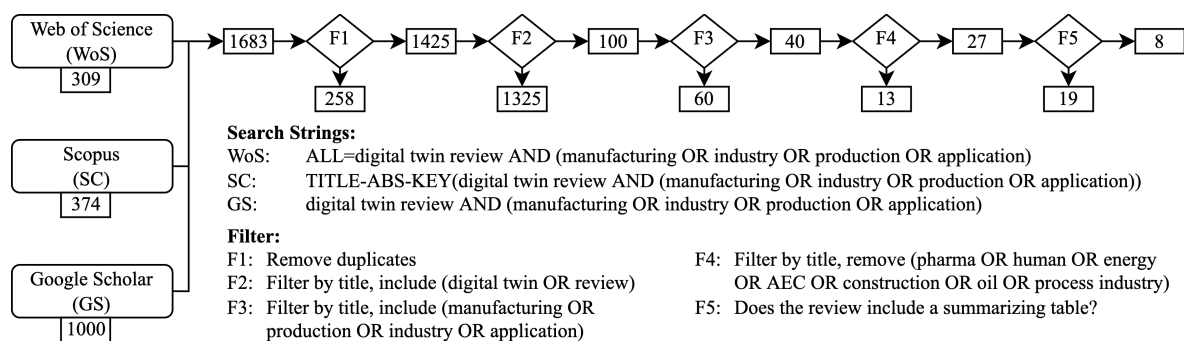 Web of Science
(WoS)
309
Scopus
(SC)
374
Google Scholar
(GS)
1000
1683
F1
1425
F2
100
F3
40
F4
27
F5
8
258
1325
60
13
19
Search Strings:
WoS: ALL=digital twin review AND (manufacturing OR industry OR production OR application)
SC: TITLE-ABS-KEY(digital twin review AND (manufacturing OR industry OR production OR application))
GS: digital twin review AND (manufacturing OR industry OR production OR application)
Filter:
F1: Remove duplicates
F2: Filter by title, include (digital twin OR review)
F3: Filter by title, include (manufacturing OR
production OR industry OR application)
F4: Filter by title, remove (pharma OR human OR energy
OR AEC OR construction OR oil OR process industry)
F5: Does the review include a summarizing table?